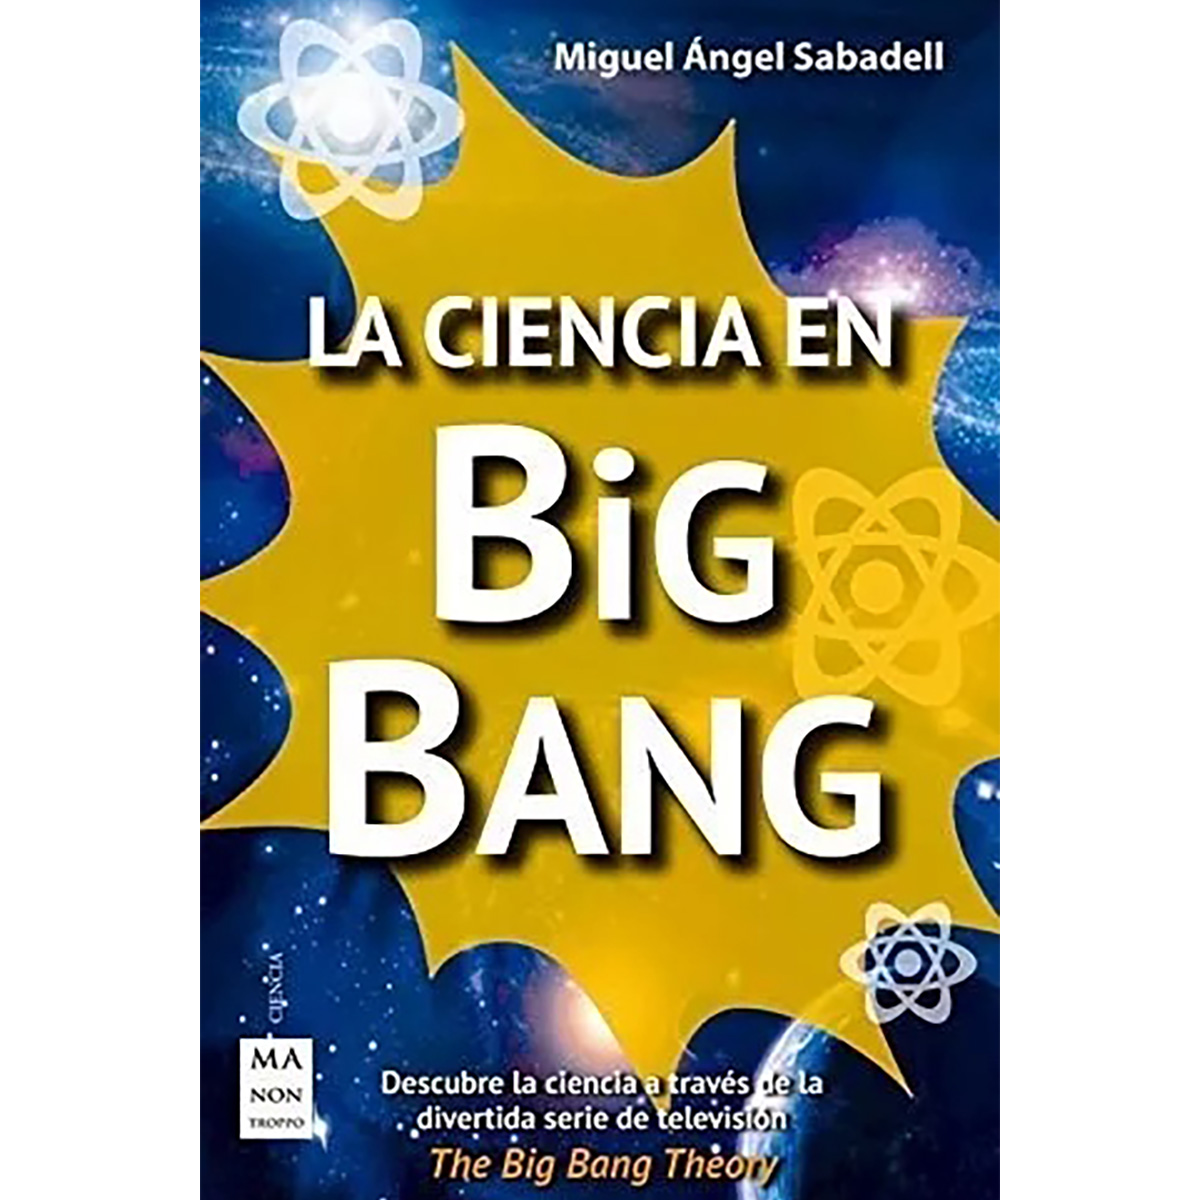 Miguel Ángel Sabadell
LA CIENCIA EN
BiG
BANG
CIENCIA
MA
NON
TROPPO
Descubre la ciencia a través de la
divertida serie de televisión
The Big Bang Theory